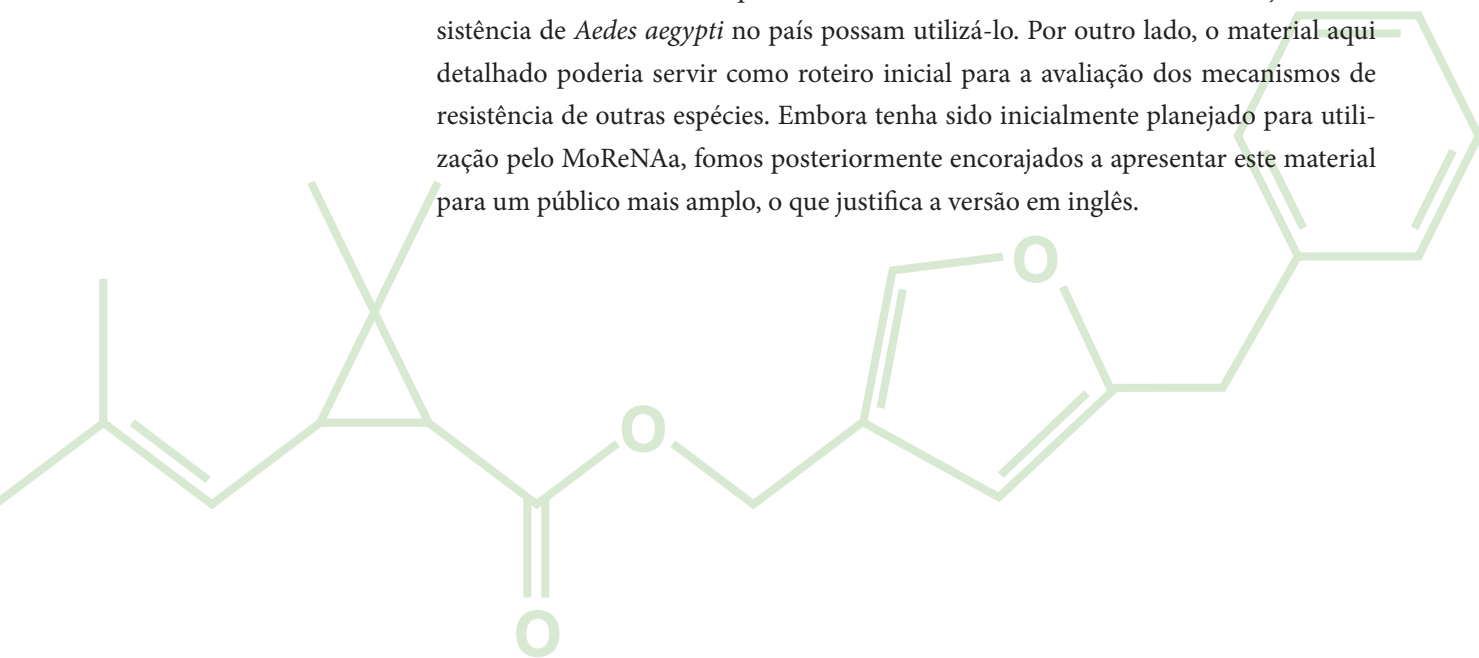 sistência de Aedes aegypti no país possam utilizá-lo. Por outro lado, o material aqui
detalhado poderia servir como roteiro inicial para a avaliação dos mecanismos de
resistência de outras espécies. Embora tenha sido inicialmente planejado para utili-
zação pelo MoReNAa, fomos posteriormente encorajados a apresentar este material
para um público mais amplo, o que justifica a versão em inglês.
O
O
O